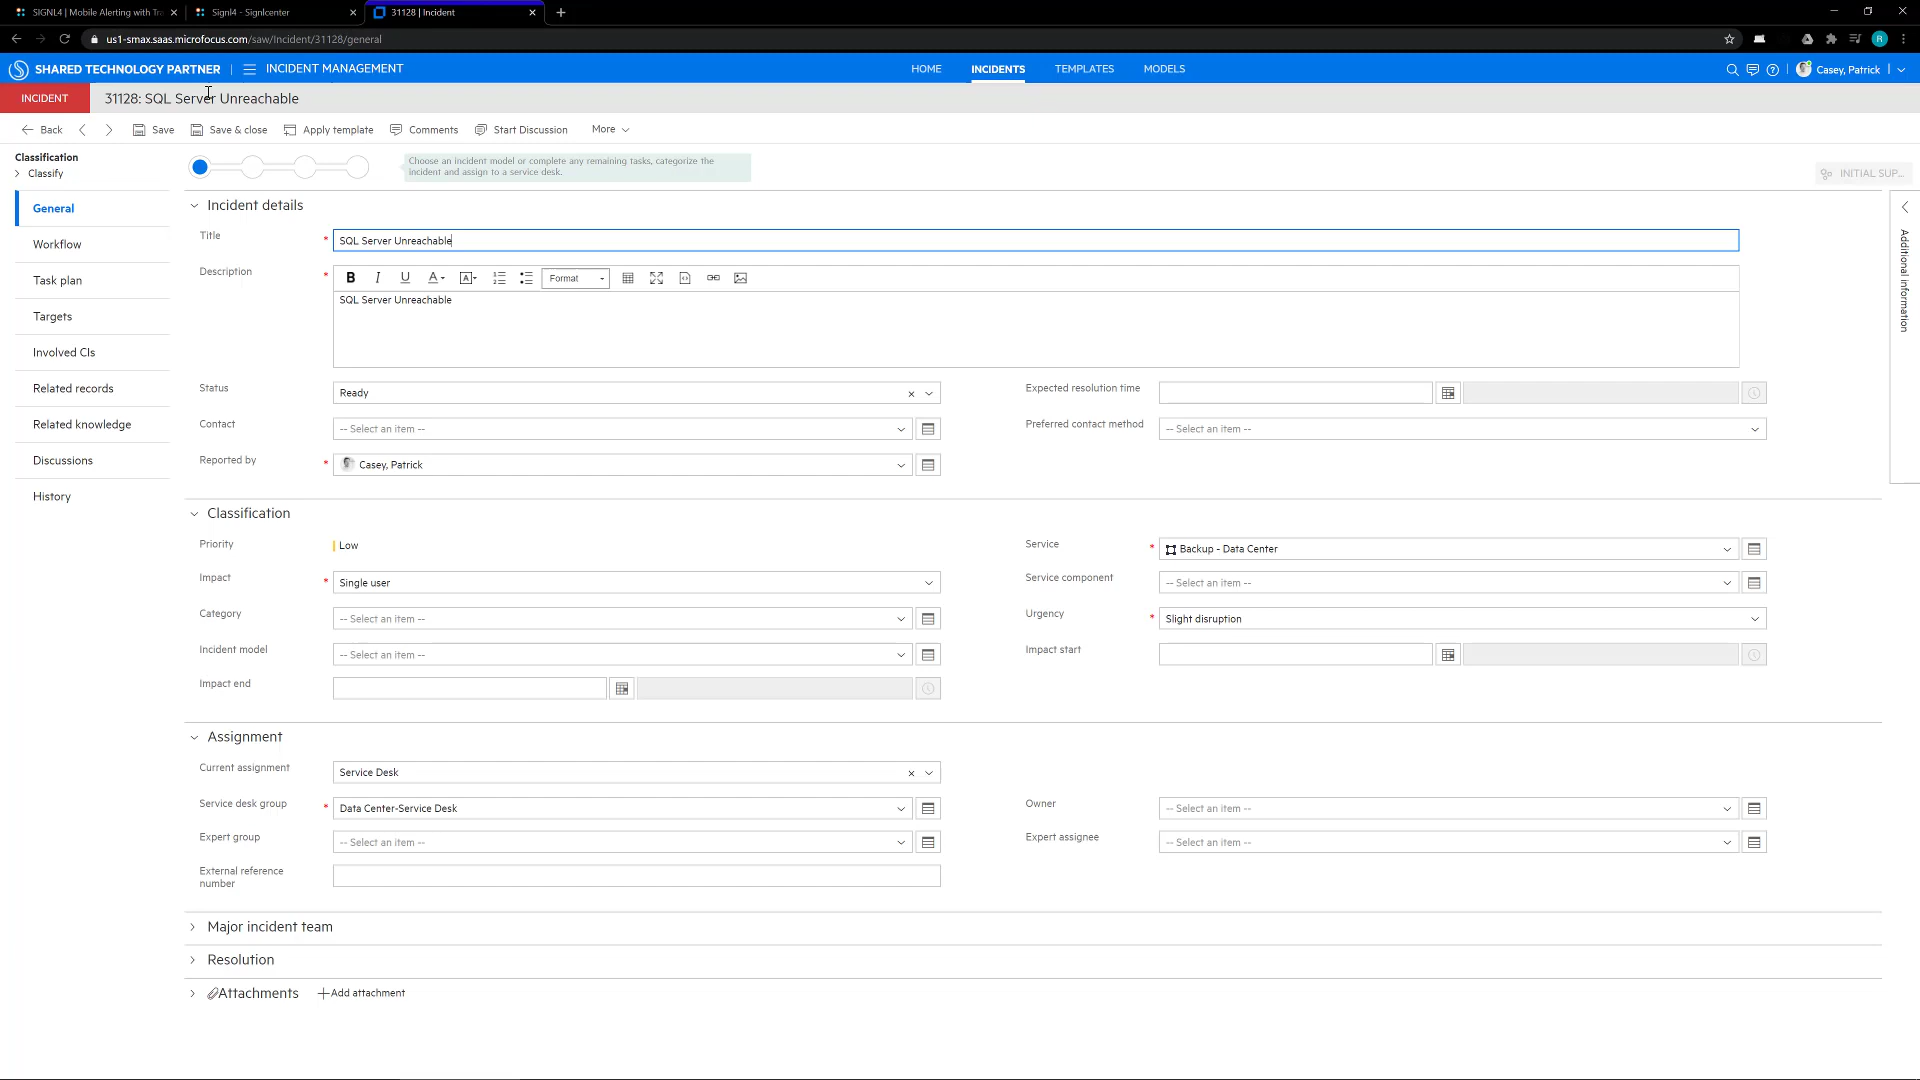 SIGNL4 | Mobile Alerting with Tra
Signl4 - Signlcenter
31128 | Incident
us1-smax.saas.microfocus.com/saw/Incident/31128/general
R
SHARED TECHNOLOGY PARTNER
INCIDENT MANAGEMENT
HOME
INCIDENTS
TEMPLATES
MODELS
Casey, Patrick
INCIDENT
31128: SQL Server Unreachable
Back
Save
Save & close
Apply template
Comments
Start Discussion
More
Classification
Classify
Choose an incident model or complete any remaining tasks, categorize the
incident and assign to a service desk.
INITIAL SUP...
General
Workflow
Task plan
Targets
Involved CIs
Related records
Related knowledge
Discussions
History
Additional information
Incident details
Title
* SQL Server Unreachable
Description
* B I U A A Format
SQL Server Unreachable
Status
Ready
Expected resolution time
Contact
-- Select an item --
Preferred contact method
-- Select an item --
Reported by
* Casey, Patrick
Classification
Priority
Low
Service
* Backup - Data Center
Impact
* Single user
Service component
-- Select an item --
Category
-- Select an item --
Urgency
* Slight disruption
Incident model
-- Select an item --
Impact start
Impact end
Assignment
Current assignment
Service Desk
Service desk group
* Data Center-Service Desk
Owner
-- Select an item --
Expert group
-- Select an item --
Expert assignee
-- Select an item --
External reference
number
Major incident team
Resolution
Attachments
Add attachment